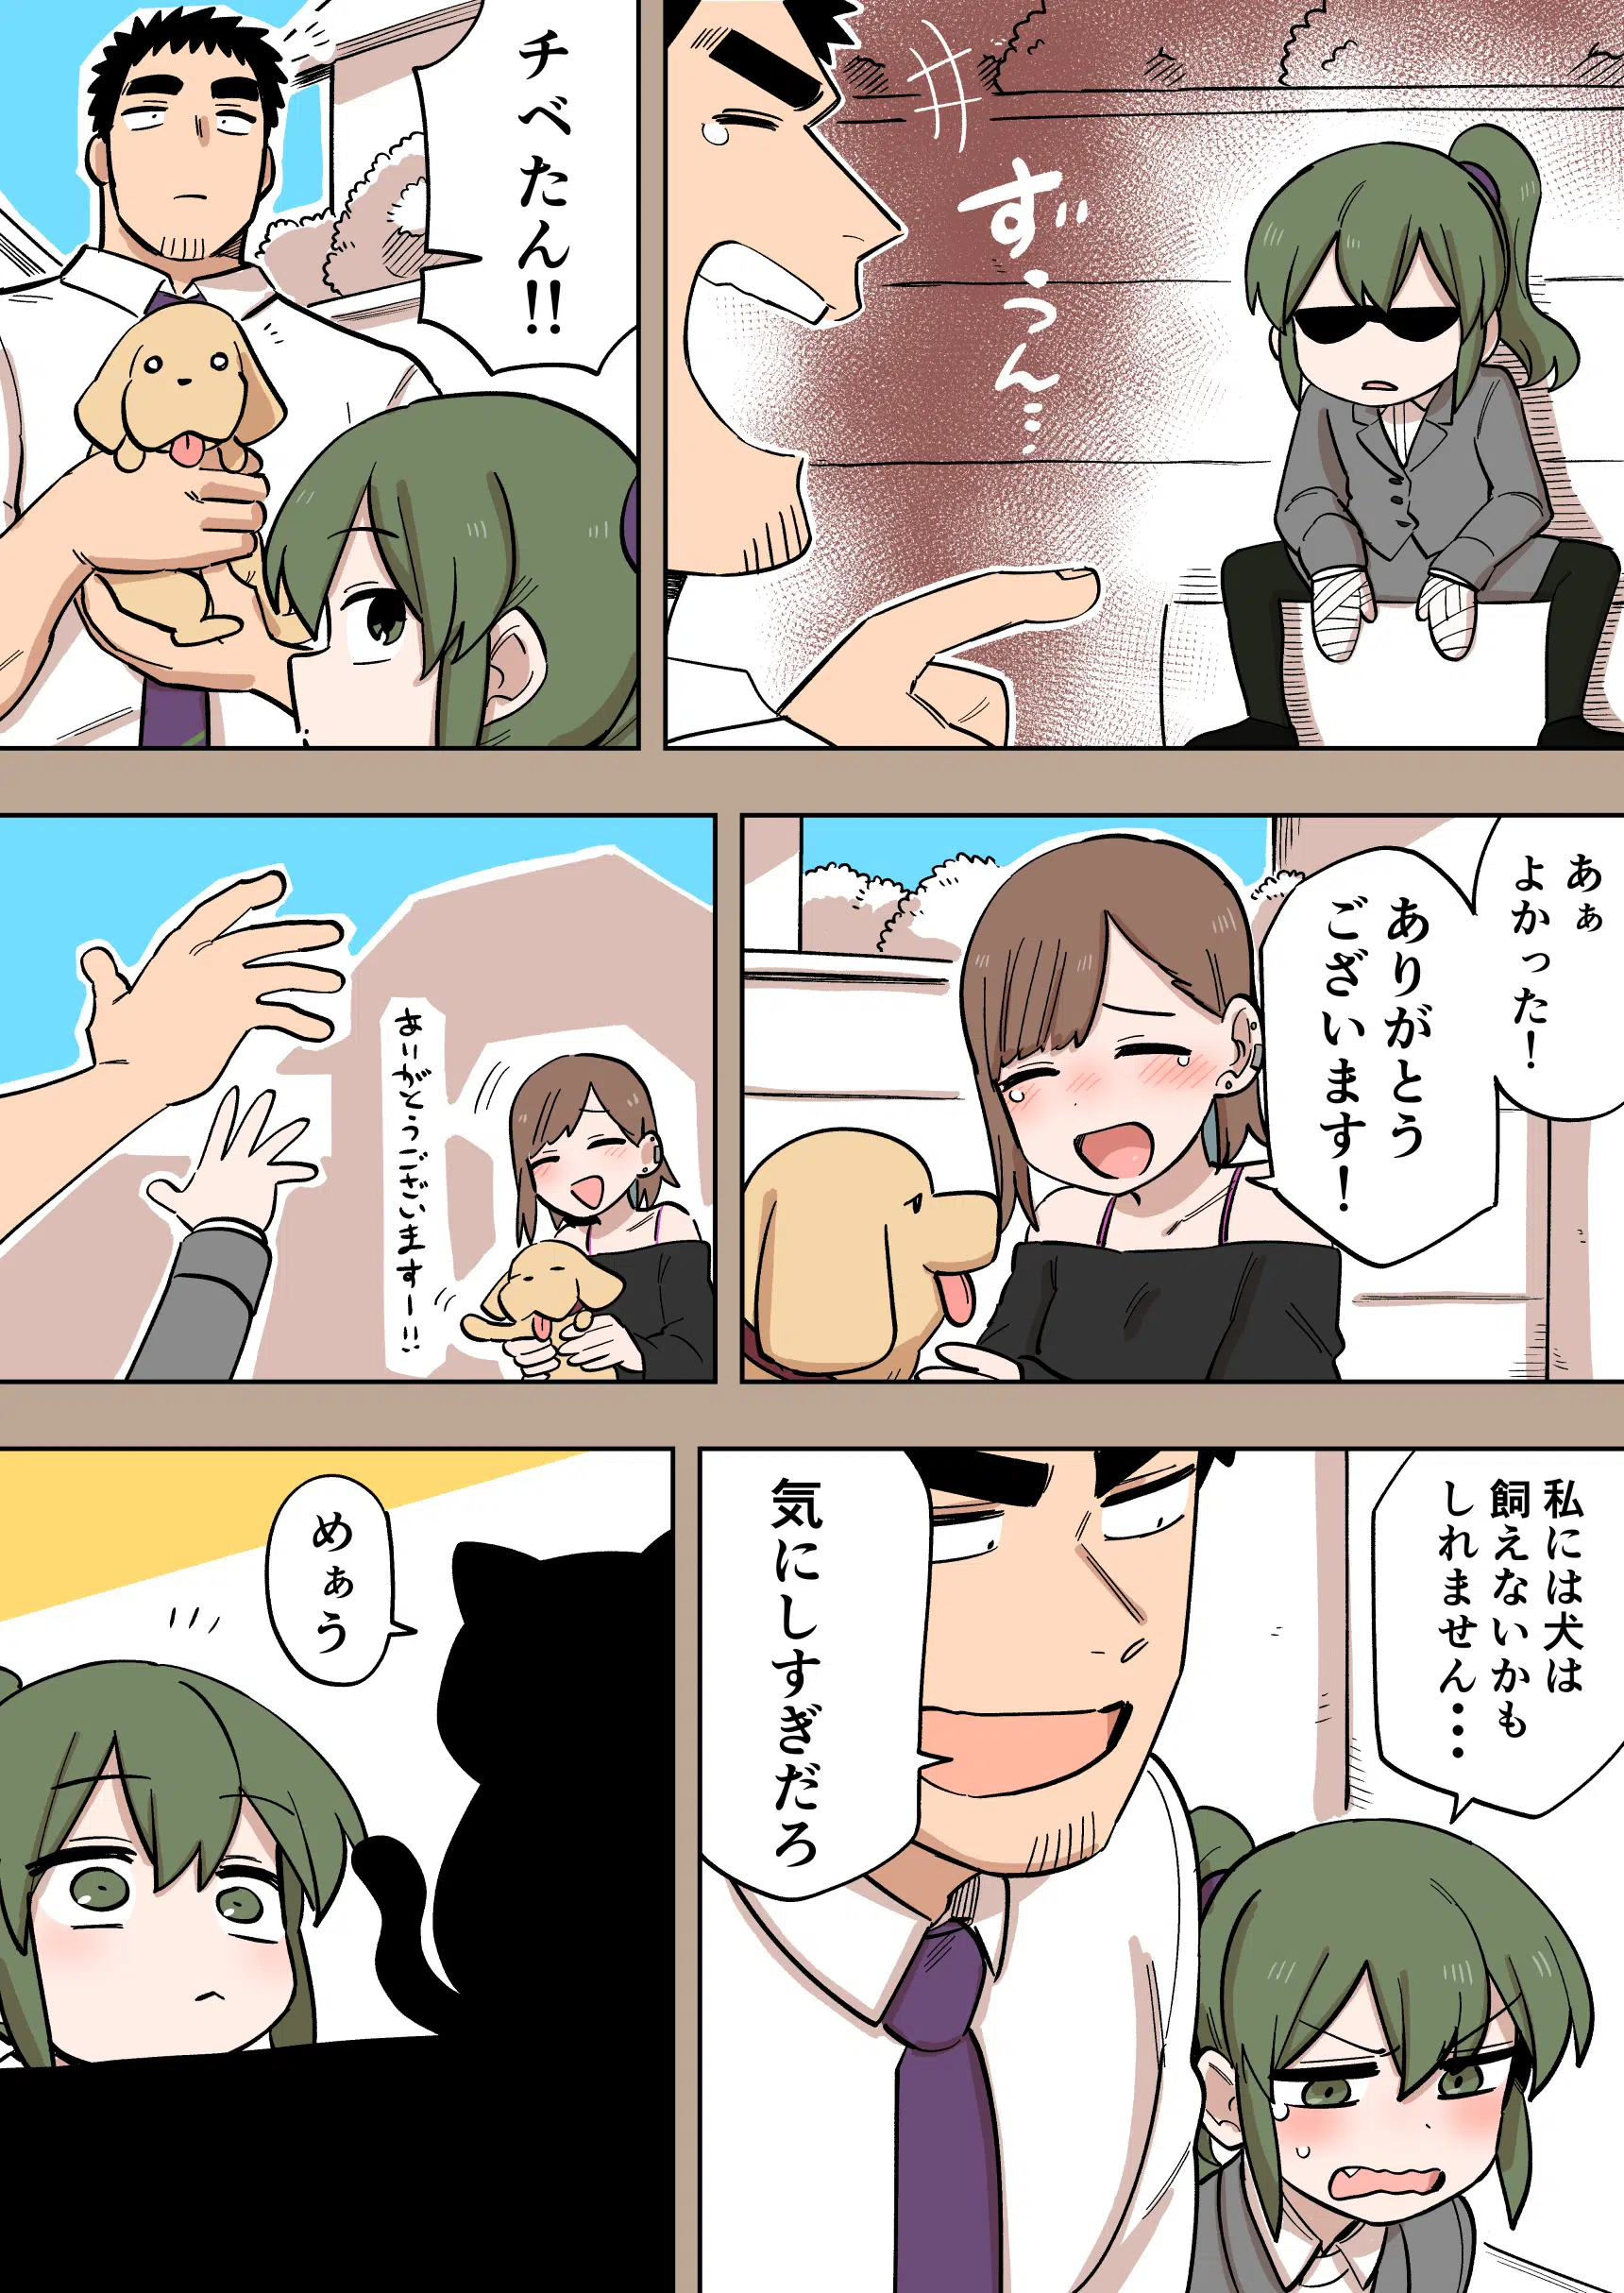 ずうん……
チベたん!!
あぁ
よかった!
ありがとう
ございます!
ありがとうございますー!!
私には犬は
飼えないかも
しれません…
気にしすぎだろ
めぁう